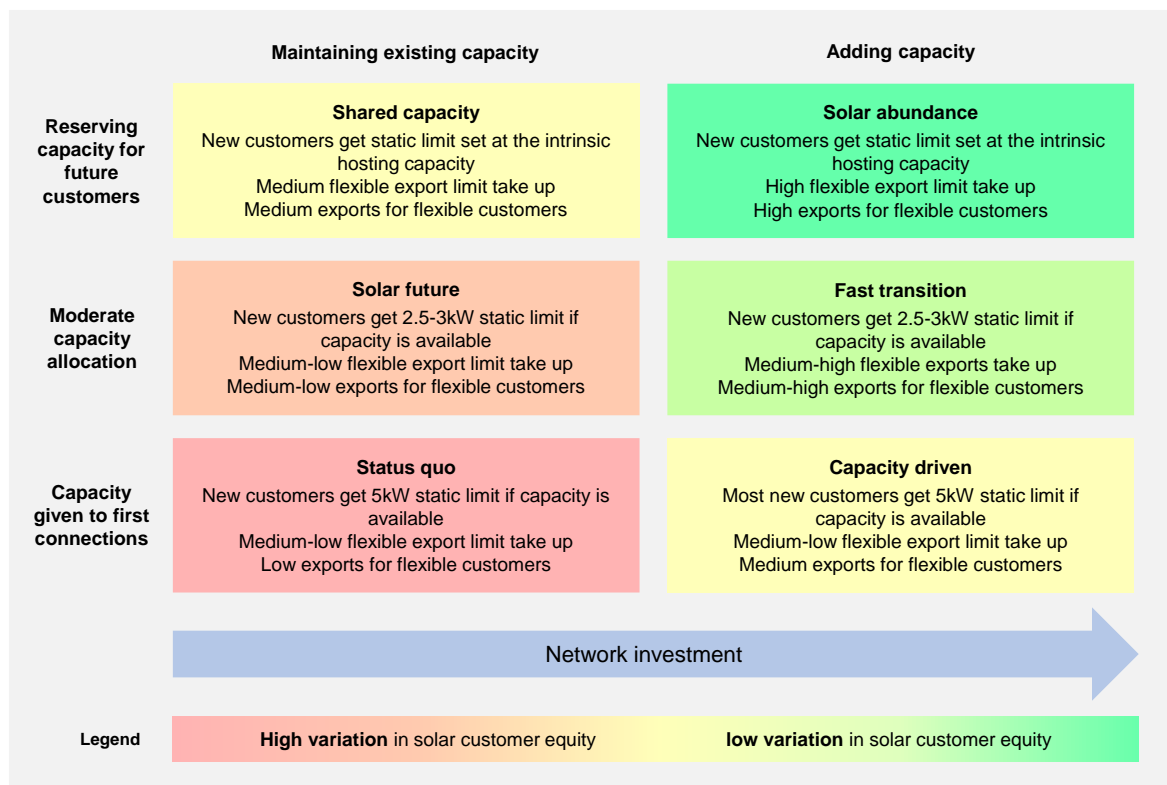 Maintaining existing capacity
Adding capacity
Reserving
capacity for
future
customers
Shared capacity
New customers get static limit set at the intrinsic
hosting capacity
Medium flexible export limit take up
Medium exports for flexible customers
Solar abundance
New customers get static limit set at the intrinsic
hosting capacity
High flexible export limit take up
High exports for flexible customers
Moderate
capacity
allocation
Solar future
New customers get 2.5-3kW static limit if
capacity is available
Medium-low flexible export limit take up
Medium-low exports for flexible customers
Fast transition
New customers get 2.5-3kW static limit if
capacity is available
Medium-high flexible exports take up
Medium-high exports for flexible customers
Capacity
given to first
connections
Status quo
New customers get 5kW static limit if capacity is
available
Medium-low flexible export limit take up
Low exports for flexible customers
Capacity driven
Most new customers get 5kW static limit if
capacity is available
Medium-low flexible export limit take up
Medium exports for flexible customers
Network investment
Legend
High variation in solar customer equity
low variation in solar customer equity